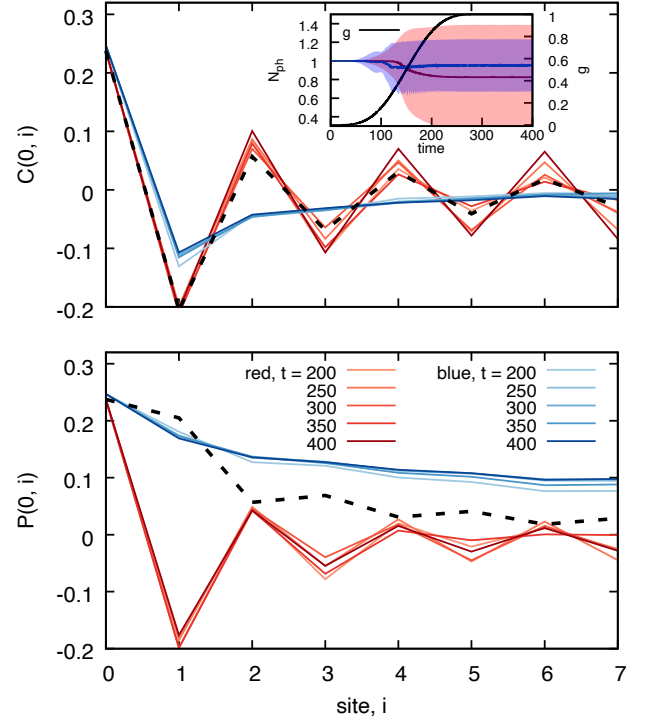 0.3
0.2
0.1
0
-0.1
-0.2
C(0, i)
1.4
1.2
1
0.8
0.6
0.4
N_ph
g
1
0.8
0.6
0.4
0.2
0
g
0 100 200 300 400
time
0.3
0.2
0.1
0
-0.1
-0.2
P(0, i)
red, t = 200
250
300
350
400
blue, t = 200
250
300
350
400
0 1 2 3 4 5 6 7
site, i